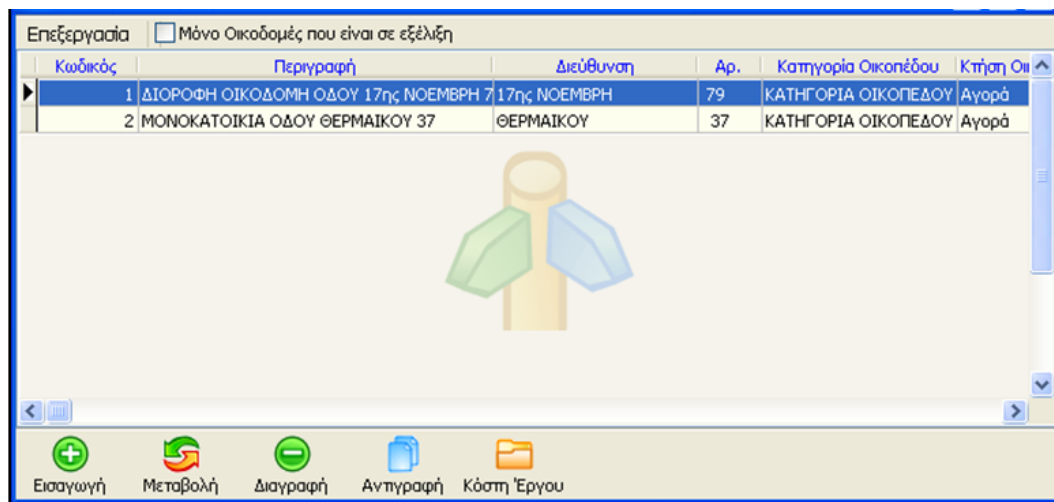 Επεξεργασία Μόνο Οικοδομές που είναι σε εξέλιξη
Κωδικός Περιγραφή Διεύθυνση Αρ. Κατηγορία Οικοπέδου Κτήση Οι
1 ΔΙΟΡΟΦΗ ΟΙΚΟΔΟΜΗ ΟΔΟΥ 17ης ΝΟΕΜΒΡΗ 7 17ης ΝΟΕΜΒΡΗ 79 ΚΑΤΗΓΟΡΙΑ ΟΙΚΟΠΕΔΟΥ Αγορά
2 ΜΟΝΟΚΑΤΟΙΚΙΑ ΟΔΟΥ ΘΕΡΜΑΙΚΟΥ 37 ΘΕΡΜΑΙΚΟΥ 37 ΚΑΤΗΓΟΡΙΑ ΟΙΚΟΠΕΔΟΥ Αγορά
Εισαγωγή Μεταβολή Διαγραφή Αντιγραφή Κόστη Έργου